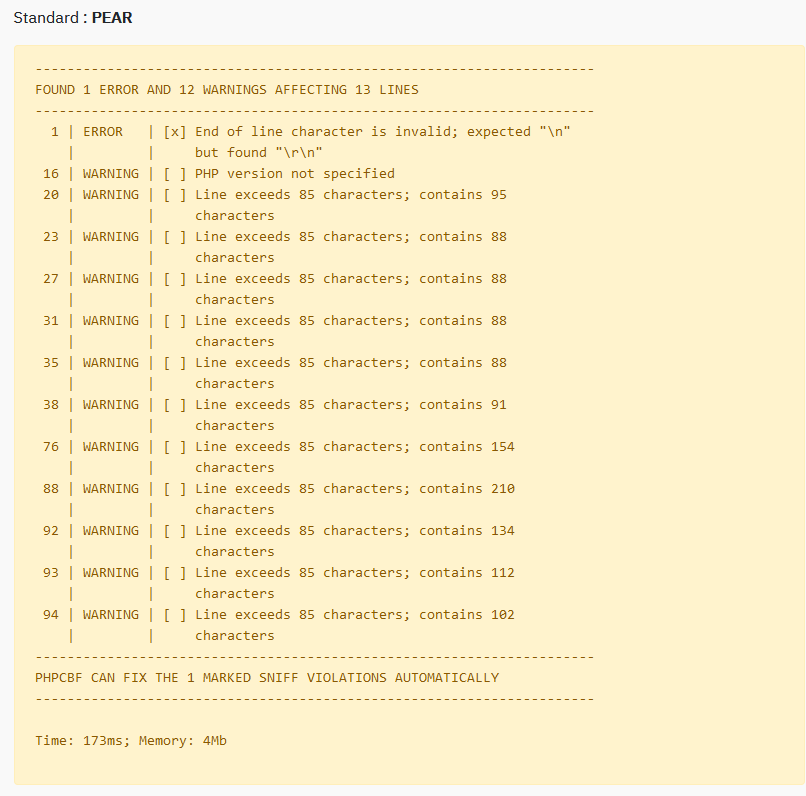 Standard : PEAR
----------------------------------------------------------------------
FOUND 1 ERROR AND 12 WARNINGS AFFECTING 13 LINES
----------------------------------------------------------------------
  1 | ERROR   | [x] End of line character is invalid; expected "\n"
    |         |     but found "\r\n"
 16 | WARNING | [ ] PHP version not specified
 20 | WARNING | [ ] Line exceeds 85 characters; contains 95
    |         |     characters
 23 | WARNING | [ ] Line exceeds 85 characters; contains 88
    |         |     characters
 27 | WARNING | [ ] Line exceeds 85 characters; contains 88
    |         |     characters
 31 | WARNING | [ ] Line exceeds 85 characters; contains 88
    |         |     characters
 35 | WARNING | [ ] Line exceeds 85 characters; contains 88
    |         |     characters
 38 | WARNING | [ ] Line exceeds 85 characters; contains 91
    |         |     characters
 76 | WARNING | [ ] Line exceeds 85 characters; contains 154
    |         |     characters
 88 | WARNING | [ ] Line exceeds 85 characters; contains 210
    |         |     characters
 92 | WARNING | [ ] Line exceeds 85 characters; contains 134
    |         |     characters
 93 | WARNING | [ ] Line exceeds 85 characters; contains 112
    |         |     characters
 94 | WARNING | [ ] Line exceeds 85 characters; contains 102
    |         |     characters
----------------------------------------------------------------------
PHPCBF CAN FIX THE 1 MARKED SNIFF VIOLATIONS AUTOMATICALLY
----------------------------------------------------------------------
Time: 173ms; Memory: 4Mb